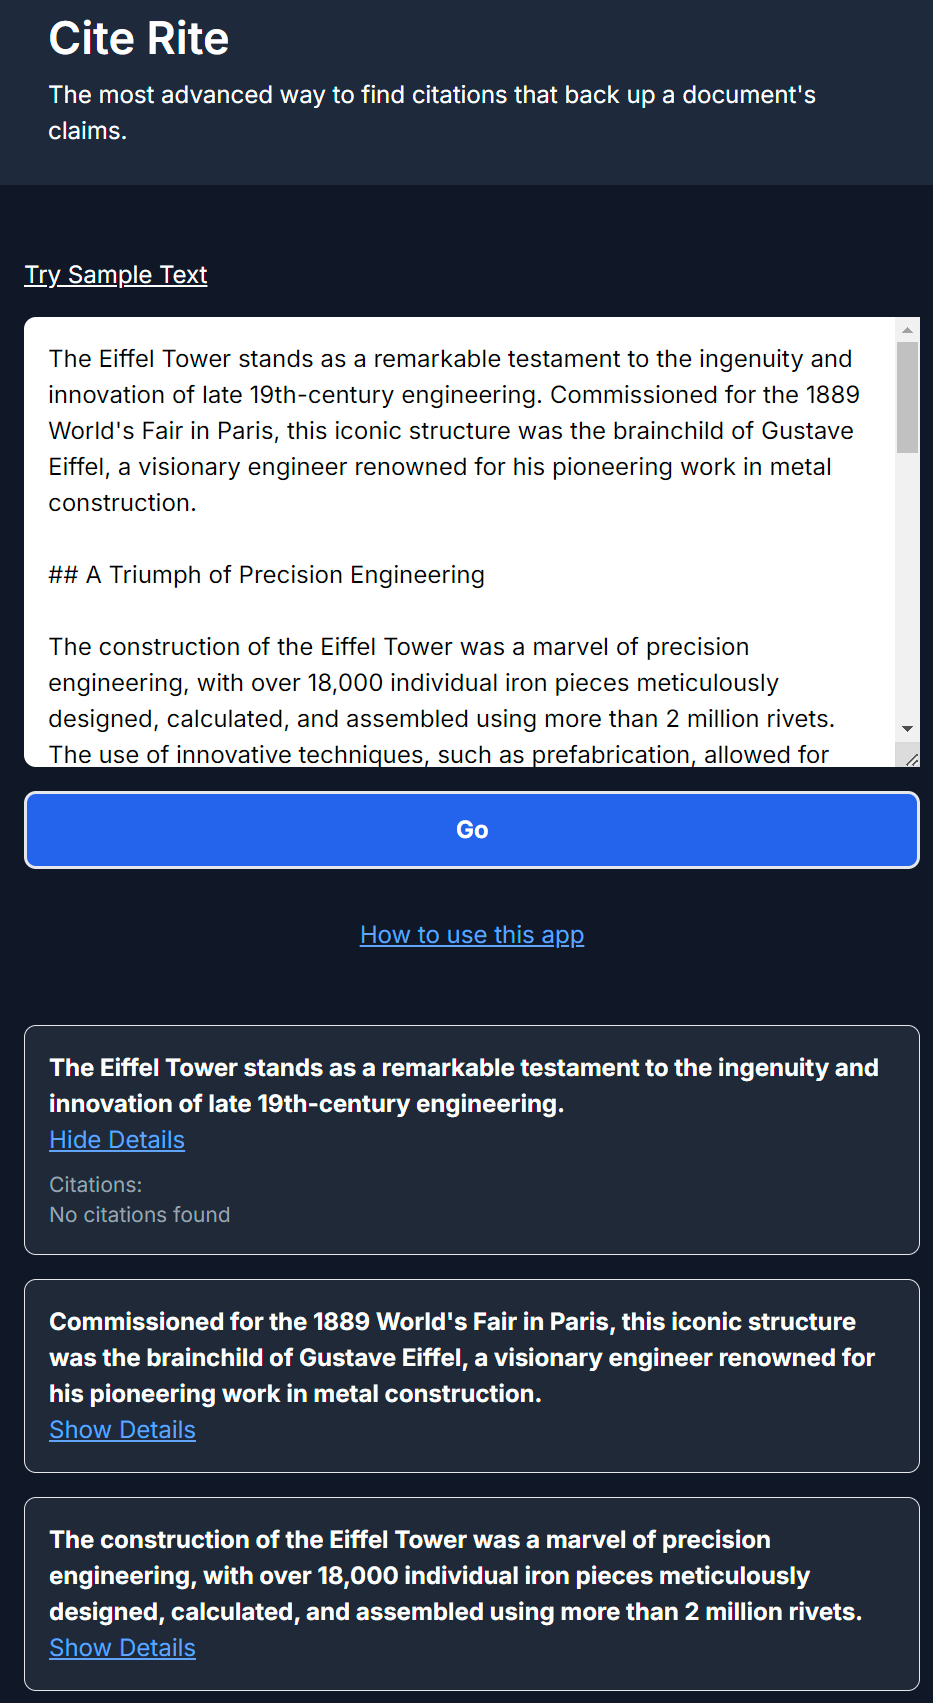 Cite Rite
The most advanced way to find citations that back up a document's
claims.
Try Sample Text
The Eiffel Tower stands as a remarkable testament to the ingenuity and
innovation of late 19th-century engineering. Commissioned for the 1889
World's Fair in Paris, this iconic structure was the brainchild of Gustave
Eiffel, a visionary engineer renowned for his pioneering work in metal
construction.
## A Triumph of Precision Engineering
The construction of the Eiffel Tower was a marvel of precision
engineering, with over 18,000 individual iron pieces meticulously
designed, calculated, and assembled using more than 2 million rivets.
The use of innovative techniques, such as prefabrication, allowed for
Go
How to use this app
The Eiffel Tower stands as a remarkable testament to the ingenuity and
innovation of late 19th-century engineering.
Hide Details
Citations:
No citations found
Commissioned for the 1889 World's Fair in Paris, this iconic structure
was the brainchild of Gustave Eiffel, a visionary engineer renowned for
his pioneering work in metal construction.
Show Details
The construction of the Eiffel Tower was a marvel of precision
engineering, with over 18,000 individual iron pieces meticulously
designed, calculated, and assembled using more than 2 million rivets.
Show Details